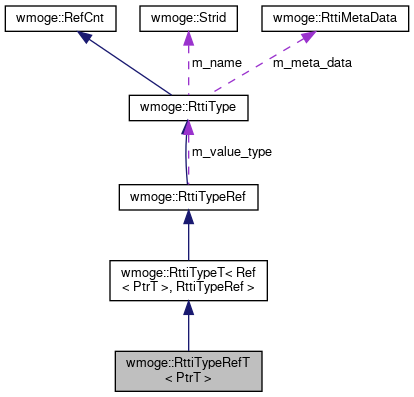 wmoge::RefCnt
wmoge::Strid
wmoge::RttiMetaData
m_name
m_meta_data
wmoge::RttiType
m_value_type
wmoge::RttiTypeRef
wmoge::RttiTypeT< Ref
< PtrT >, RttiTypeRef >
wmoge::RttiTypeRefT
< PtrT >